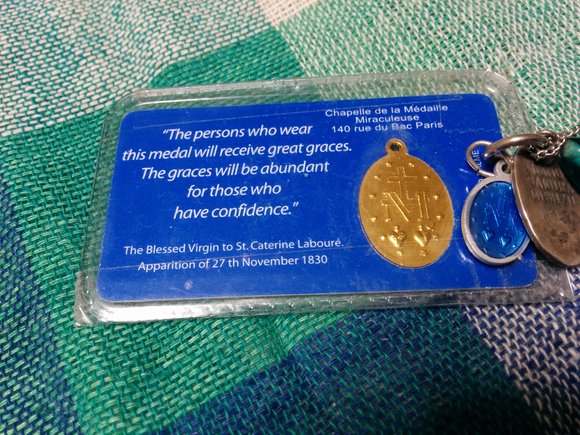 Chapelle de la Médaille
Miraculeuse
140 rue du Bac Paris
"The persons who wear
this medal will receive great graces.
The graces will be abundant
for those who
have confidence."
The Blessed Virgin to St. Caterine Labouré.
Apparition of 27 th November 1830